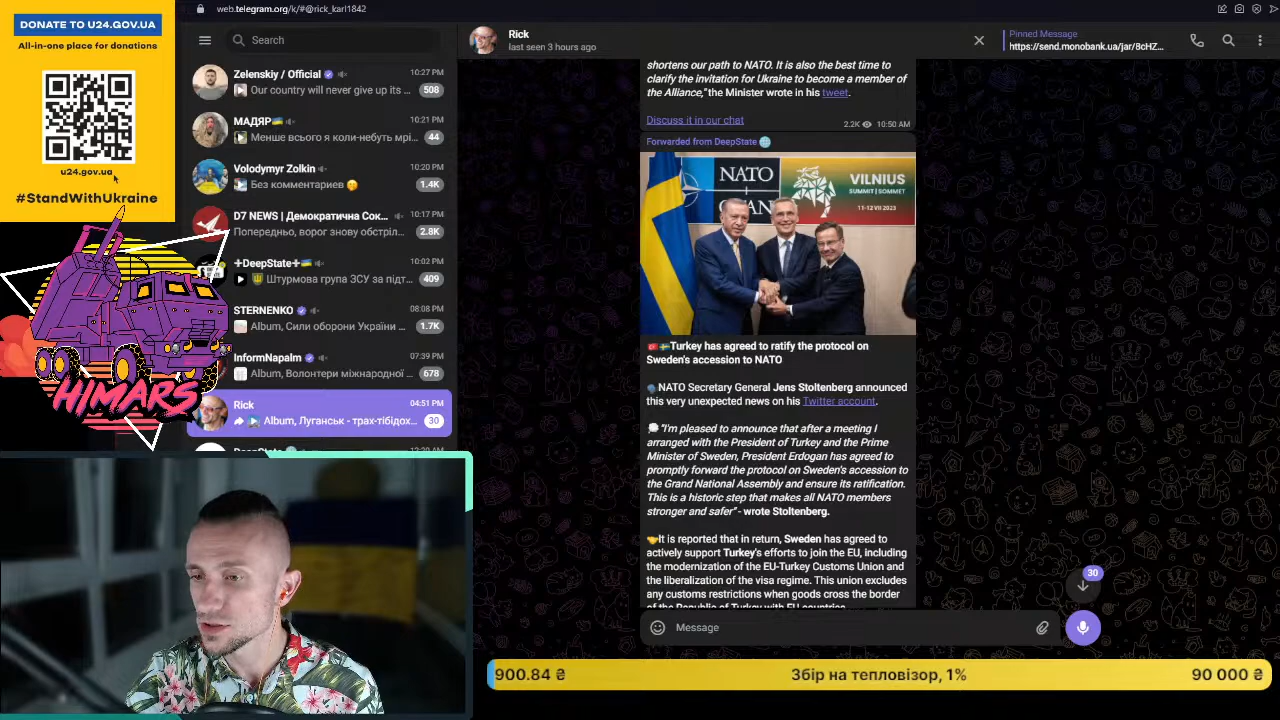 DONATE TO U24.GOV.UA
All-in-one place for donations
u24.gov.ua
#StandWithUkraine
HIMARS
web.telegram.org/k/#@rick_karl1842
Search
Zelenskiy / Official
10:27 PM
Our country will never give up its ...
508
МАДЯР
10:21 PM
Менше всього я коли-небуть мрі...
44
Volodymyr Zolkin
10:20 PM
Без комментариев
1.4K
D7 NEWS | Демократична Сок...
10:17 PM
Попередньо, ворог знову обстріл...
2.8K
+DeepState+
10:02 PM
Штурмова група ЗСУ за підт...
409
STERNENKO
08:08 PM
Album, Сили оборони України ...
1.7K
InformNapalm
07:39 PM
Album, Волонтери міжнародної ...
678
Rick
04:51 PM
Album, Луганськ - трах-тібідох...
30
Rick
last seen 3 hours ago
Pinned Message
https://send.monobank.ua/jar/8cHZ...
shortens our path to NATO. It is also the best time to
clarify the invitation for Ukraine to become a member of
the Alliance," the Minister wrote in his tweet.
Discuss it in our chat
2.2K 10:50 AM
Forwarded from DeepState
NATO
OTAN
VILNIUS
SUMMIT | SOMMET
11-12 VII 2023
Turkey has agreed to ratify the protocol on
Sweden's accession to NATO
NATO Secretary General Jens Stoltenberg announced
this very unexpected news on his Twitter account.
"I'm pleased to announce that after a meeting I
arranged with the President of Turkey and the Prime
Minister of Sweden, President Erdogan has agreed to
promptly forward the protocol on Sweden's accession to
the Grand National Assembly and ensure its ratification.
This is a historic step that makes all NATO members
stronger and safer" - wrote Stoltenberg.
It is reported that in return, Sweden has agreed to
actively support Turkey's efforts to join the EU, including
the modernization of the EU-Turkey Customs Union and
the liberalization of the visa regime. This union excludes
any customs restrictions when goods cross the border
of the Republic of Turkey with EU countries.
30
Message
900.84 ₴
Збір на тепловізор, 1%
90 000 ₴